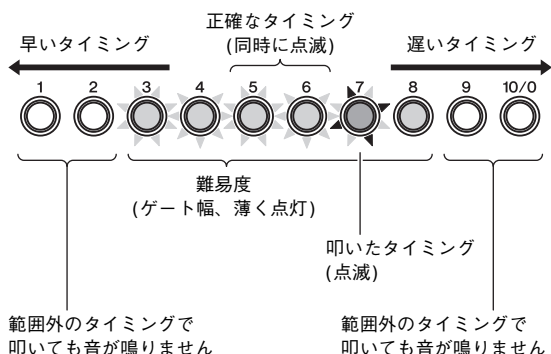 正確なタイミング
(同時に点滅)
早いタイミング
遅いタイミング
1 2 3 4 5 6 7 8 9 10/0
難易度
(ゲート幅、薄く点灯)
叩いたタイミング
(点滅)
範囲外のタイミングで
叩いても音が鳴りません
範囲外のタイミングで
叩いても音が鳴りません